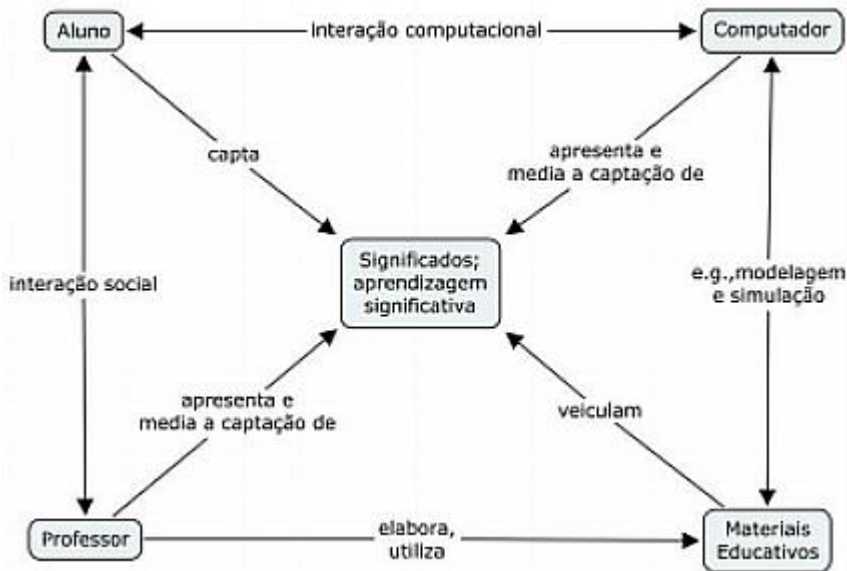 Aluno
Interação computacional
Computador
capta
apresenta e
media a captação de
Significados;
aprendizagem
significativa
interação social
e.g.,modelagem
e simulação
apresenta e
media a captação de
veiculam
Professor
elabora,
utiliza
Materiais
Educativos